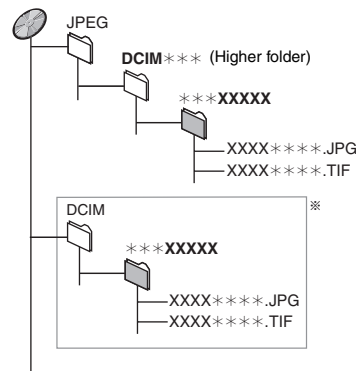 JPEG
DCIM✳✳✳ (Higher folder)
✳✳✳XXXXX
XXXX✳✳✳✳.JPG
XXXX✳✳✳✳.TIF
※
DCIM
✳✳✳XXXXX
XXXX✳✳✳✳.JPG
XXXX✳✳✳✳.TIF